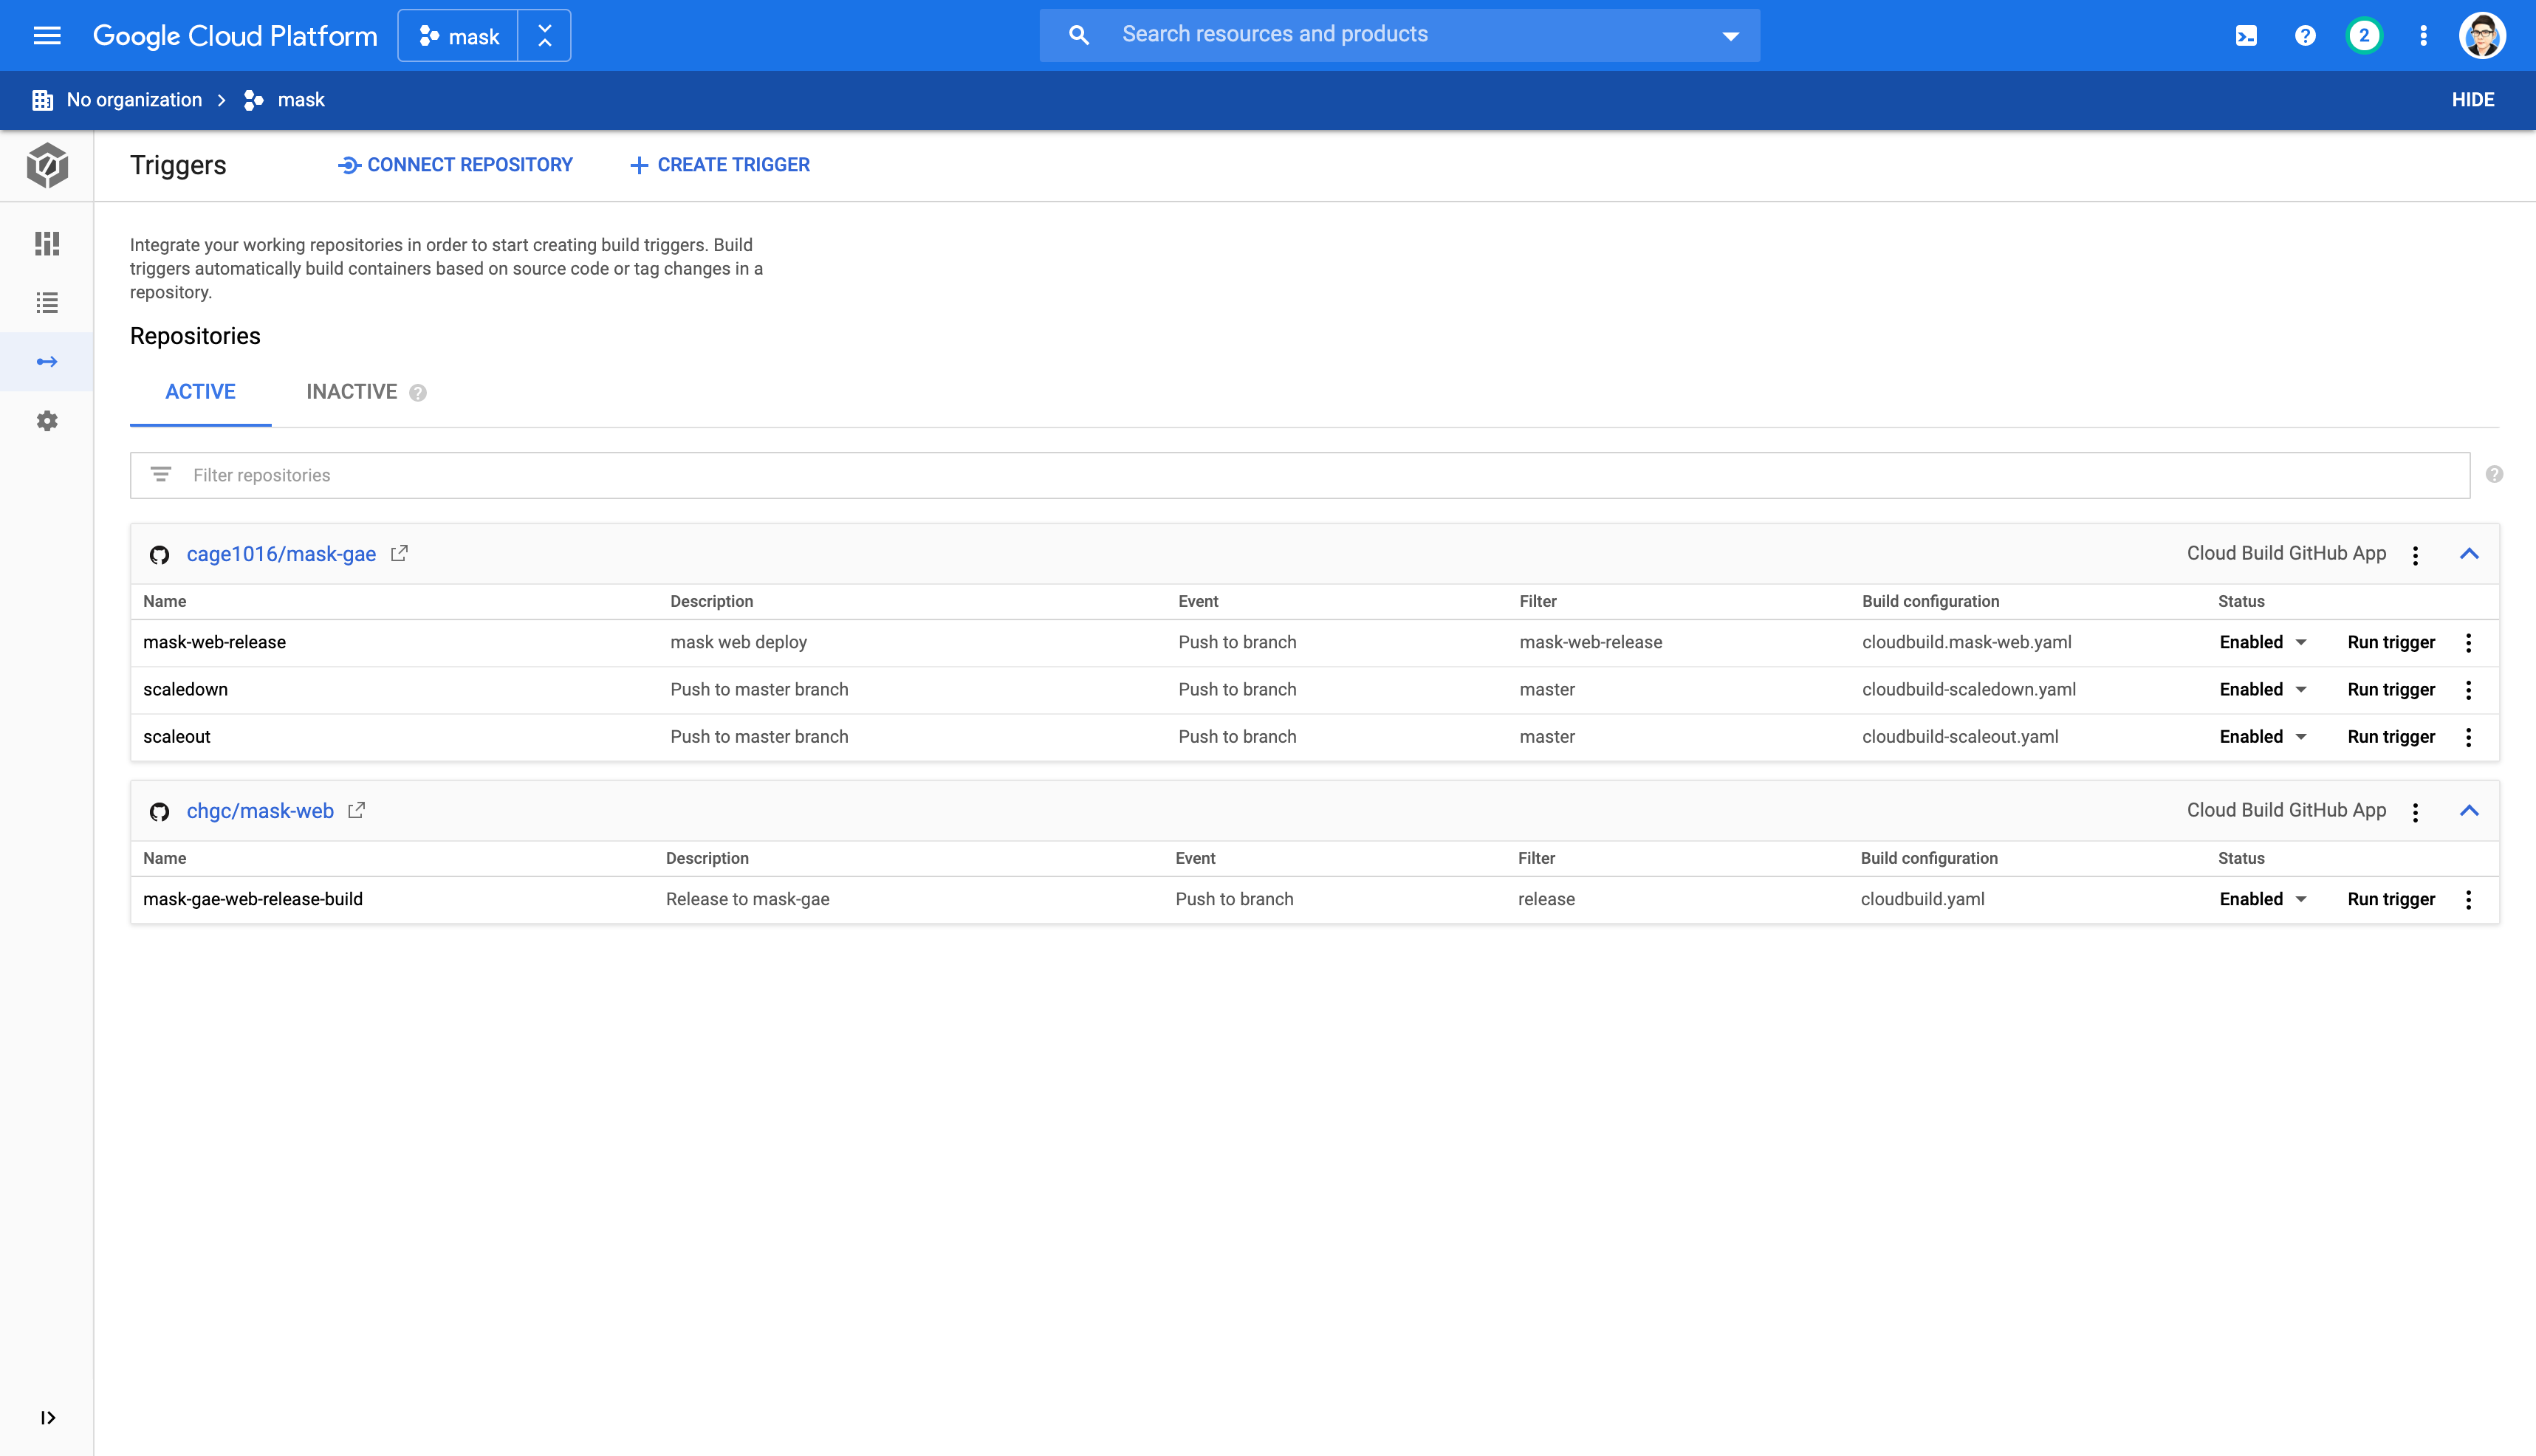 Google Cloud Platform mask Search resources and products 2
No organization mask HIDE
Triggers CONNECT REPOSITORY CREATE TRIGGER
Integrate your working repositories in order to start creating build triggers. Build
triggers automatically build containers based on source code or tag changes in a
repository.
Repositories
ACTIVE INACTIVE
Filter repositories
cage1016/mask-gae Cloud Build GitHub App
Name Description Event Filter Build configuration Status
mask-web-release mask web deploy Push to branch mask-web-release cloudbuild.mask-web.yaml Enabled Run trigger
scaledown Push to master branch Push to branch master cloudbuild-scaledown.yaml Enabled Run trigger
scaleout Push to master branch Push to branch master cloudbuild-scaleout.yaml Enabled Run trigger
chgc/mask-web Cloud Build GitHub App
Name Description Event Filter Build configuration Status
mask-gae-web-release-build Release to mask-gae Push to branch release cloudbuild.yaml Enabled Run trigger